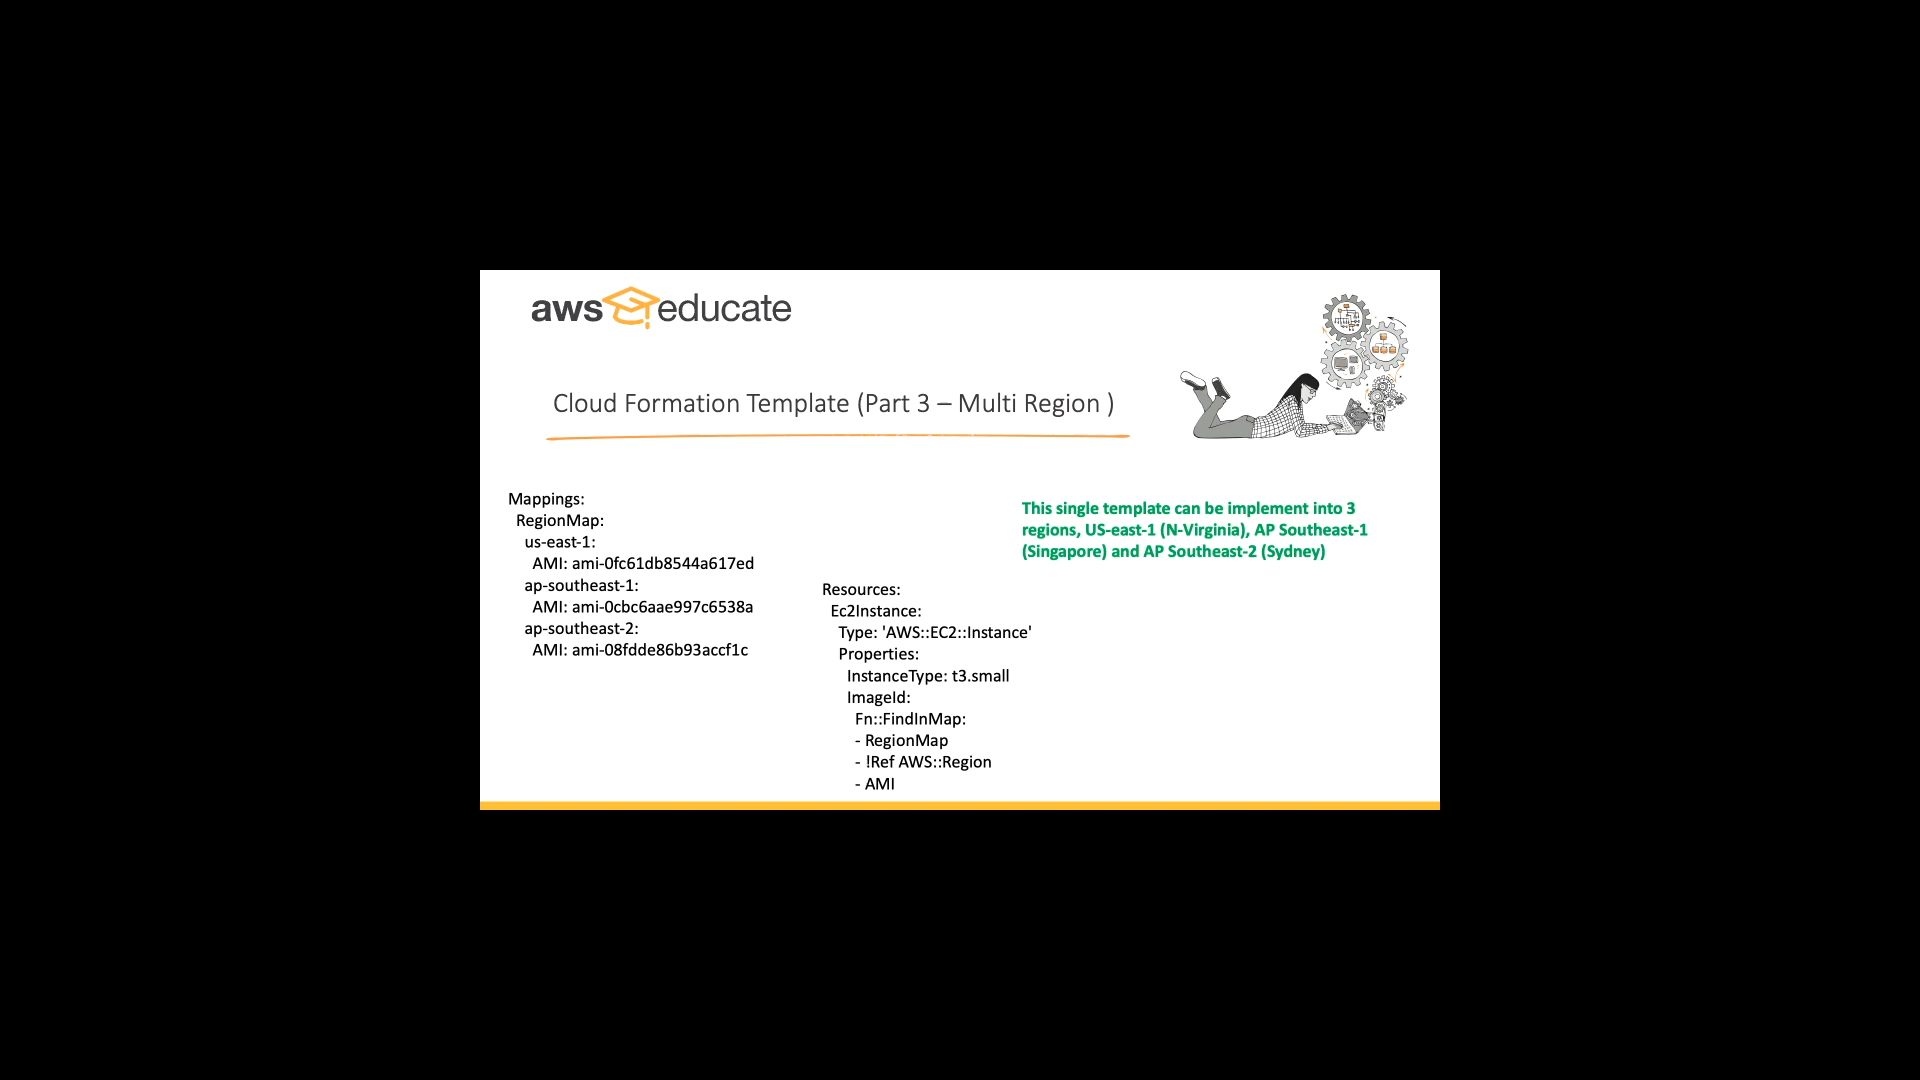 aws educate
Cloud Formation Template (Part 3 – Multi Region )
Mappings:
RegionMap:
us-east-1:
AMI: ami-0fc61db8544a617ed
ap-southeast-1:
AMI: ami-0cbc6aae997c6538a
ap-southeast-2:
AMI: ami-08fdde86b93accf1c
This single template can be implement into 3
regions, US-east-1 (N-Virginia), AP Southeast-1
(Singapore) and AP Southeast-2 (Sydney)
Resources:
Ec2Instance:
Type: 'AWS::EC2::Instance'
Properties:
InstanceType: t3.small
ImageId:
Fn::FindInMap:
- RegionMap
- !Ref AWS::Region
- AMI